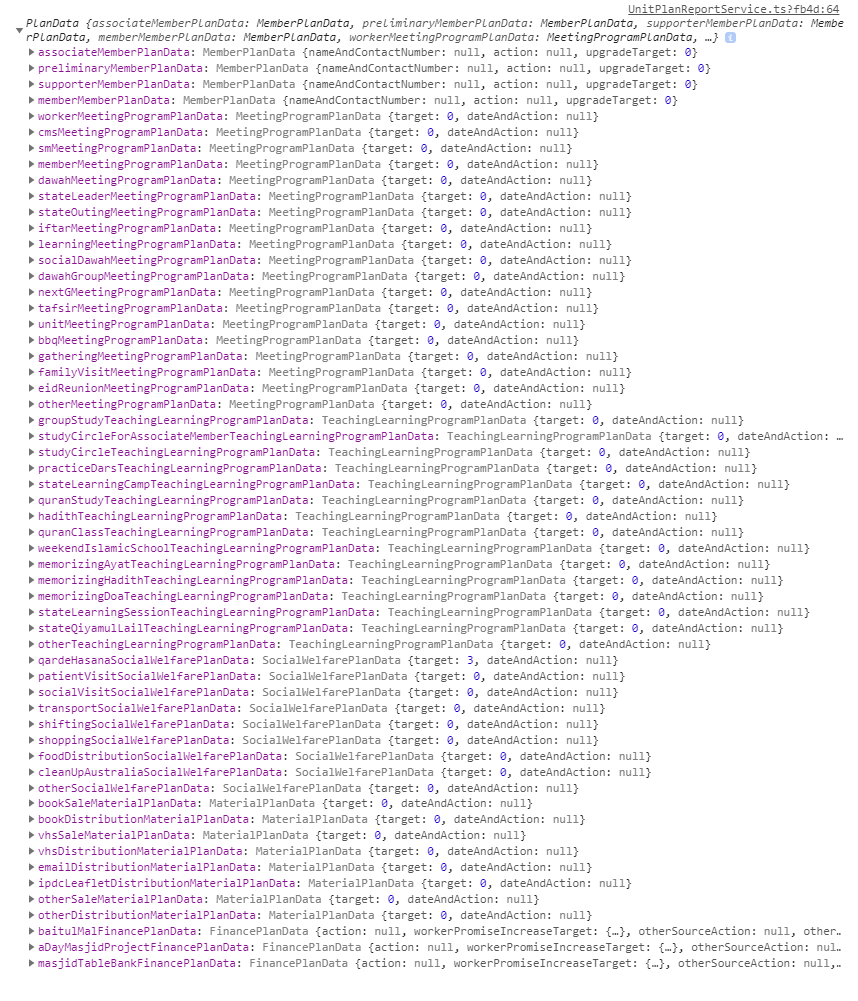 UnitPlanReportService.ts?fb4d:64
PlanData {associateMemberPlanData: MemberPlanData, preliminaryMemberPlanData: MemberPlanData, supporterMemberPlanData: Membe
rPlanData, memberMemberPlanData: MemberPlanData, workerMeetingProgramPlanData: MeetingProgramPlanData, …} i
associateMemberPlanData: MemberPlanData {nameAndContactNumber: null, action: null, upgradeTarget: 0}
preliminaryMemberPlanData: MemberPlanData {nameAndContactNumber: null, action: null, upgradeTarget: 0}
supporterMemberPlanData: MemberPlanData {nameAndContactNumber: null, action: null, upgradeTarget: 0}
memberMemberPlanData: MemberPlanData {nameAndContactNumber: null, action: null, upgradeTarget: 0}
workerMeetingProgramPlanData: MeetingProgramPlanData {target: 0, dateAndAction: null}
cmsMeetingProgramPlanData: MeetingProgramPlanData {target: 0, dateAndAction: null}
smMeetingProgramPlanData: MeetingProgramPlanData {target: 0, dateAndAction: null}
memberMeetingProgramPlanData: MeetingProgramPlanData {target: 0, dateAndAction: null}
dawahMeetingProgramPlanData: MeetingProgramPlanData {target: 0, dateAndAction: null}
stateLeaderMeetingProgramPlanData: MeetingProgramPlanData {target: 0, dateAndAction: null}
stateOutingMeetingProgramPlanData: MeetingProgramPlanData {target: 0, dateAndAction: null}
iftarMeetingProgramPlanData: MeetingProgramPlanData {target: 0, dateAndAction: null}
learningMeetingProgramPlanData: MeetingProgramPlanData {target: 0, dateAndAction: null}
socialDawahMeetingProgramPlanData: MeetingProgramPlanData {target: 0, dateAndAction: null}
dawahGroupMeetingProgramPlanData: MeetingProgramPlanData {target: 0, dateAndAction: null}
nextGMeetingProgramPlanData: MeetingProgramPlanData {target: 0, dateAndAction: null}
tafsirMeetingProgramPlanData: MeetingProgramPlanData {target: 0, dateAndAction: null}
unitMeetingProgramPlanData: MeetingProgramPlanData {target: 0, dateAndAction: null}
bbqMeetingProgramPlanData: MeetingProgramPlanData {target: 0, dateAndAction: null}
gatheringMeetingProgramPlanData: MeetingProgramPlanData {target: 0, dateAndAction: null}
familyVisitMeetingProgramPlanData: MeetingProgramPlanData {target: 0, dateAndAction: null}
eidReunionMeetingProgramPlanData: MeetingProgramPlanData {target: 0, dateAndAction: null}
otherMeetingProgramPlanData: MeetingProgramPlanData {target: 0, dateAndAction: null}
groupStudyTeachingLearningProgramPlanData: TeachingLearningProgramPlanData {target: 0, dateAndAction: null}
studyCircleForAssociateMemberTeachingLearningProgramPlanData: TeachingLearningProgramPlanData {target: 0, dateAndAction: …
studyCircleTeachingLearningProgramPlanData: TeachingLearningProgramPlanData {target: 0, dateAndAction: null}
practiceDarsTeachingLearningProgramPlanData: TeachingLearningProgramPlanData {target: 0, dateAndAction: null}
stateLearningCampTeachingLearningProgramPlanData: TeachingLearningProgramPlanData {target: 0, dateAndAction: null}
quranStudyTeachingLearningProgramPlanData: TeachingLearningProgramPlanData {target: 0, dateAndAction: null}
hadithTeachingLearningProgramPlanData: TeachingLearningProgramPlanData {target: 0, dateAndAction: null}
quranClassTeachingLearningProgramPlanData: TeachingLearningProgramPlanData {target: 0, dateAndAction: null}
weekendIslamicSchoolTeachingLearningProgramPlanData: TeachingLearningProgramPlanData {target: 0, dateAndAction: null}
memorizingAyatTeachingLearningProgramPlanData: TeachingLearningProgramPlanData {target: 0, dateAndAction: null}
memorizingHadithTeachingLearningProgramPlanData: TeachingLearningProgramPlanData {target: 0, dateAndAction: null}
memorizingDoaTeachingLearningProgramPlanData: TeachingLearningProgramPlanData {target: 0, dateAndAction: null}
stateLearningSessionTeachingLearningProgramPlanData: TeachingLearningProgramPlanData {target: 0, dateAndAction: null}
stateQiyamulLailTeachingLearningProgramPlanData: TeachingLearningProgramPlanData {target: 0, dateAndAction: null}
otherTeachingLearningProgramPlanData: TeachingLearningProgramPlanData {target: 0, dateAndAction: null}
qardeHasanaSocialWelfarePlanData: SocialWelfarePlanData {target: 3, dateAndAction: null}
patientVisitSocialWelfarePlanData: SocialWelfarePlanData {target: 0, dateAndAction: null}
socialVisitSocialWelfarePlanData: SocialWelfarePlanData {target: 0, dateAndAction: null}
transportSocialWelfarePlanData: SocialWelfarePlanData {target: 0, dateAndAction: null}
shiftingSocialWelfarePlanData: SocialWelfarePlanData {target: 0, dateAndAction: null}
shoppingSocialWelfarePlanData: SocialWelfarePlanData {target: 0, dateAndAction: null}
foodDistributionSocialWelfarePlanData: SocialWelfarePlanData {target: 0, dateAndAction: null}
cleanUpAustraliaSocialWelfarePlanData: SocialWelfarePlanData {target: 0, dateAndAction: null}
otherSocialWelfarePlanData: SocialWelfarePlanData {target: 0, dateAndAction: null}
bookSaleMaterialPlanData: MaterialPlanData {target: 0, dateAndAction: null}
bookDistributionMaterialPlanData: MaterialPlanData {target: 0, dateAndAction: null}
vhsSaleMaterialPlanData: MaterialPlanData {target: 0, dateAndAction: null}
vhsDistributionMaterialPlanData: MaterialPlanData {target: 0, dateAndAction: null}
emailDistributionMaterialPlanData: MaterialPlanData {target: 0, dateAndAction: null}
ipdcLeafletDistributionMaterialPlanData: MaterialPlanData {target: 0, dateAndAction: null}
otherSaleMaterialPlanData: MaterialPlanData {target: 0, dateAndAction: null}
otherDistributionMaterialPlanData: MaterialPlanData {target: 0, dateAndAction: null}
baitulMalFinancePlanData: FinancePlanData {action: null, workerPromiseIncreaseTarget: {…}, otherSourceAction: null, other…
aDayMasjidProjectFinancePlanData: FinancePlanData {action: null, workerPromiseIncreaseTarget: {…}, otherSourceAction: nul…
masjidTableBankFinancePlanData: FinancePlanData {action: null, workerPromiseIncreaseTarget: {…}, otherSourceAction: null,…